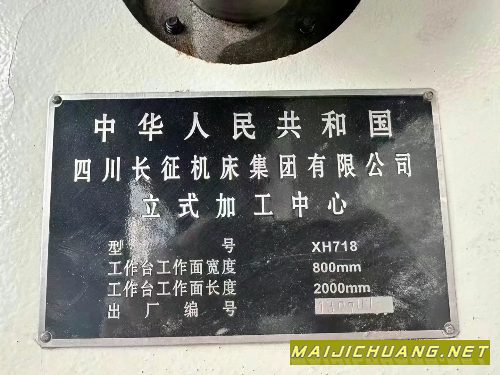 中华人民共和国
四川长征机床集团有限公司
立式加工中心
型 号 XH718
工作台工作面宽度 800mm
工作台工作面长度 2000mm
出厂编号
MAIJICHUANG.NET